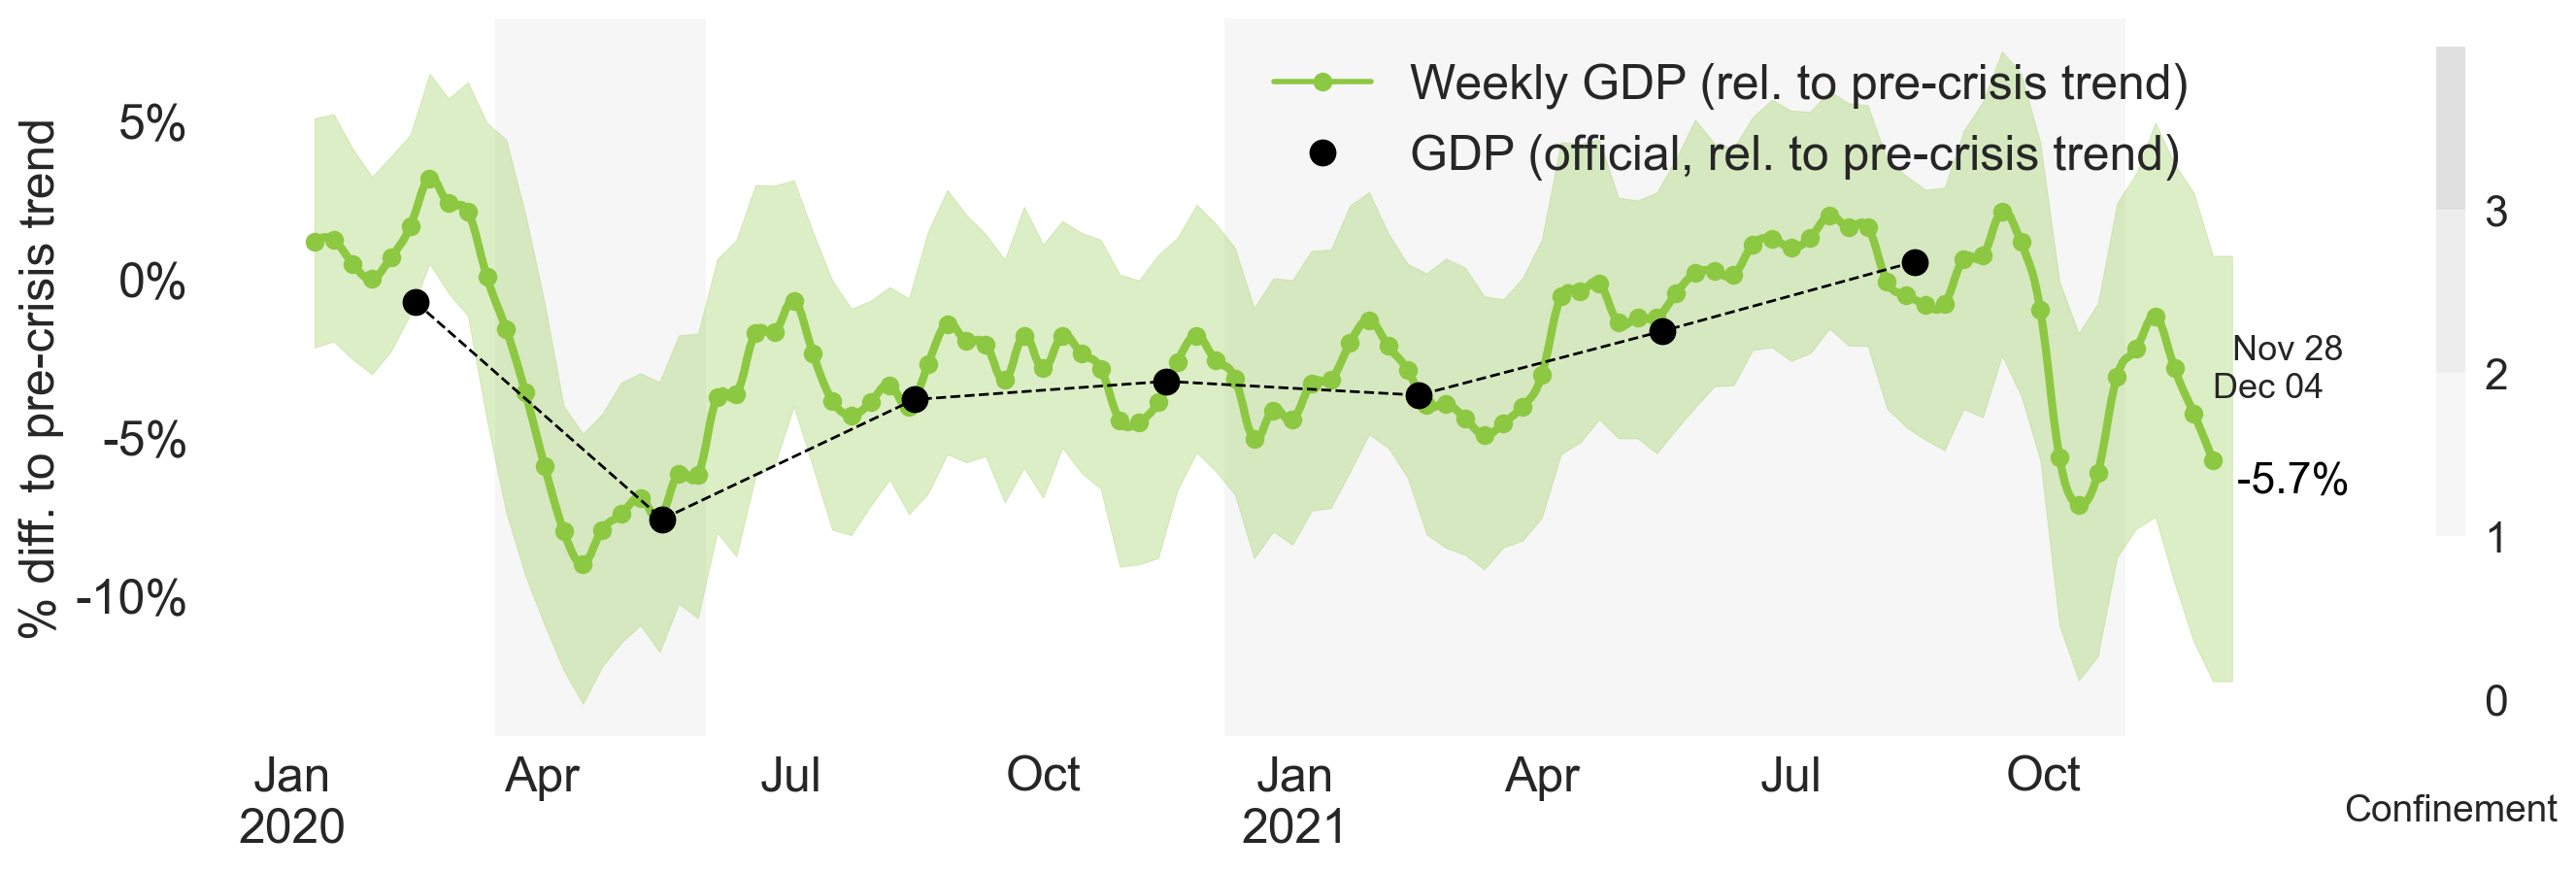 Weekly GDP (rel. to pre-crisis trend)
GDP (official, rel. to pre-crisis trend)
% diff. to pre-crisis trend
5%
0%
-5%
-10%
Nov 28
Dec 04
-5.7%
3
2
1
0
Jan Apr Jul Oct Jan Apr Jul Oct
2020 2021
Confinement